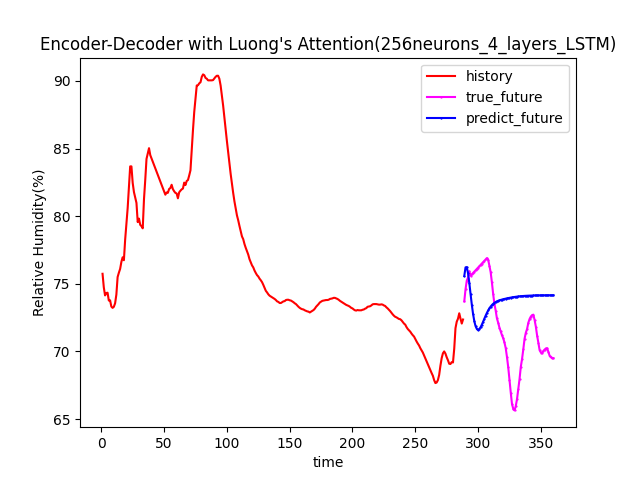 Encoder-Decoder with Luong's Attention(256neurons_4_layers_LSTM)
history
true_future
predict_future
Relative Humidity(%)
90
85
80
75
70
65
0 50 100 150 200 250 300 350
time